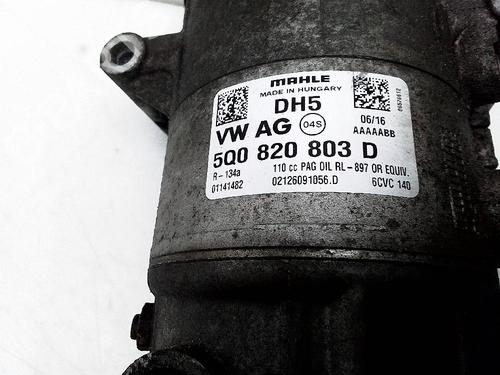 MAHLE
MADE IN HUNGARY
DH5
VW AG 04S
06/16
AAAAABB
5Q0 820 803 D
R-134a 110 cc PAG OIL RL-897 OR EQUIV.
01141482 02126091056.D 6CVC 140